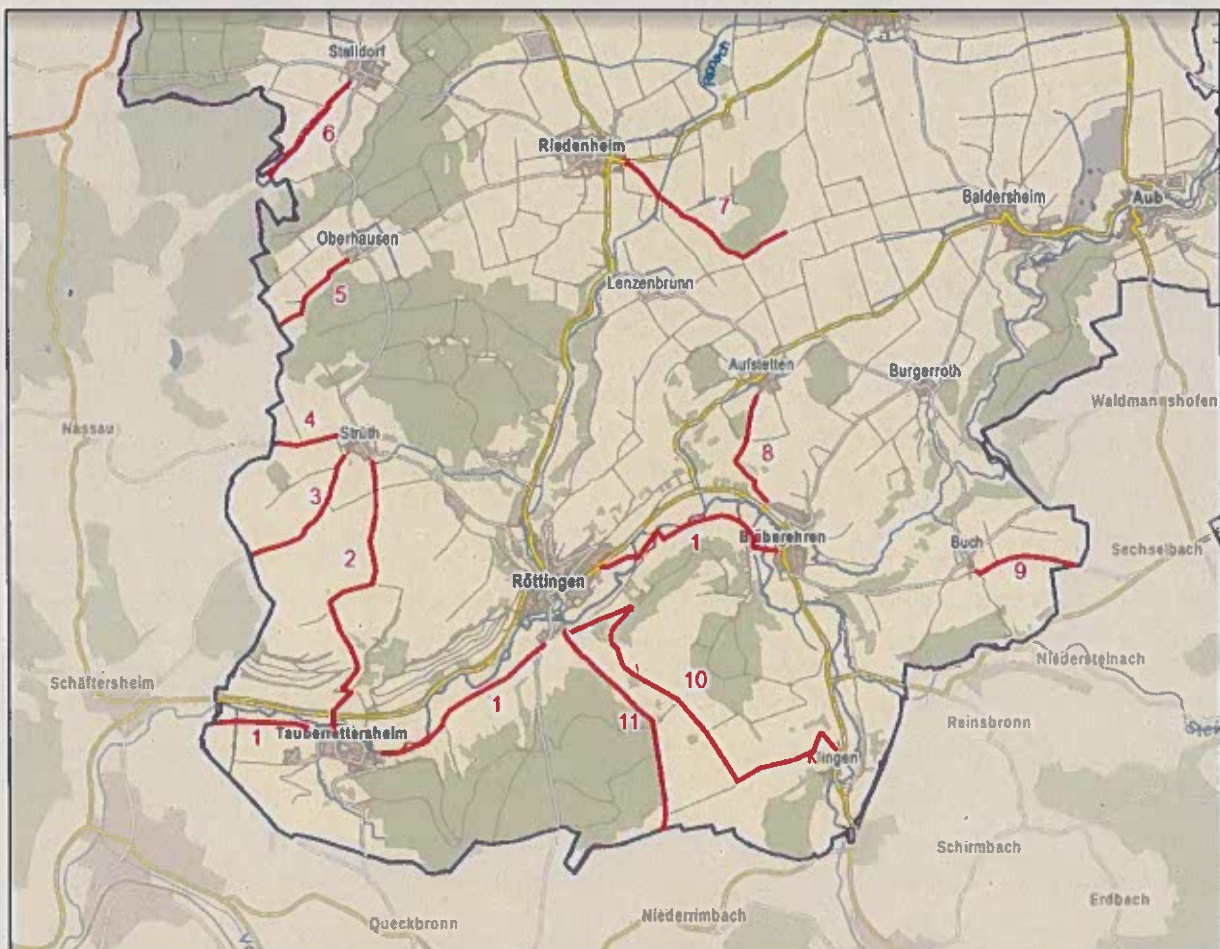 Stalldorf
Rippach
6
Riedenheim
7
Baldersheim
Aub
Oberhausen
5
Lenzenbrunn
Aufstetten
Burgerroth
Waldmannshofen
Nassau
4
Strüth
8
3
2
1
Bieberehren
Buch
Sechselbach
9
Röttingen
Niedersteinach
Schäftersheim
10
1
11
Reinsbronn
1
Tauberrettersheim
Klingen
Schirmbach
Erdbach
Queckbronn
Niederrimbach